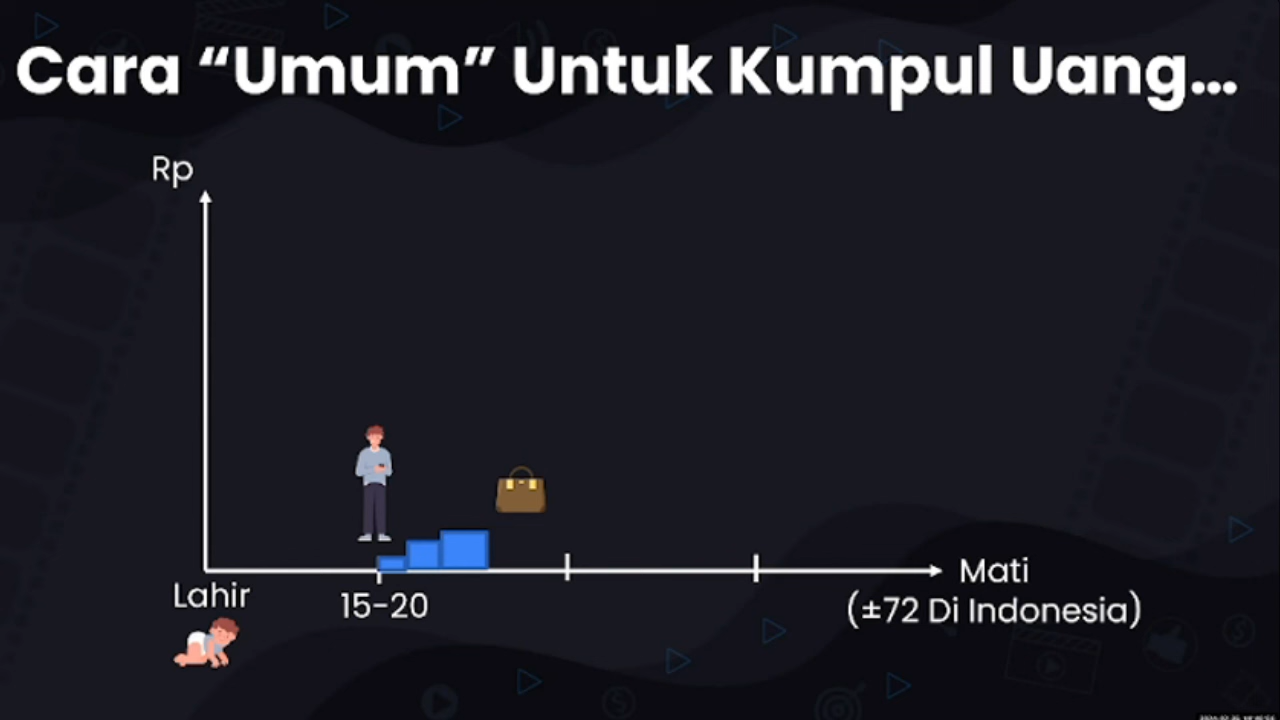 Cara “Umum” Untuk Kumpul Uang...
Rp
Lahir
15-20
Mati
(±72 Di Indonesia)